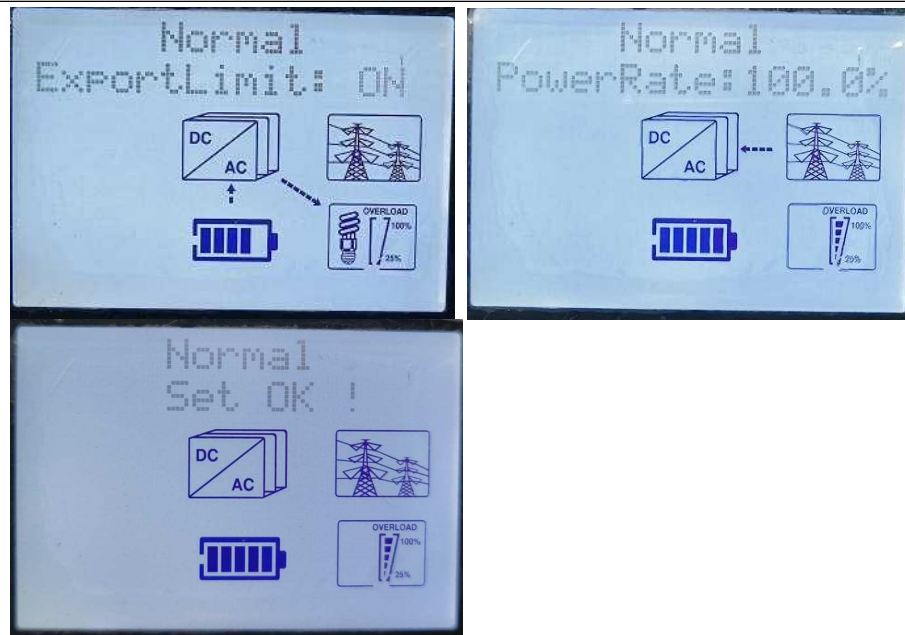 Normal
ExportLimit: ON
DC
AC
OVERLOAD
100%
25%
Normal
PowerRate:100.0%
DC
AC
OVERLOAD
100%
25%
Normal
Set OK !
DC
AC
OVERLOAD
100%
25%